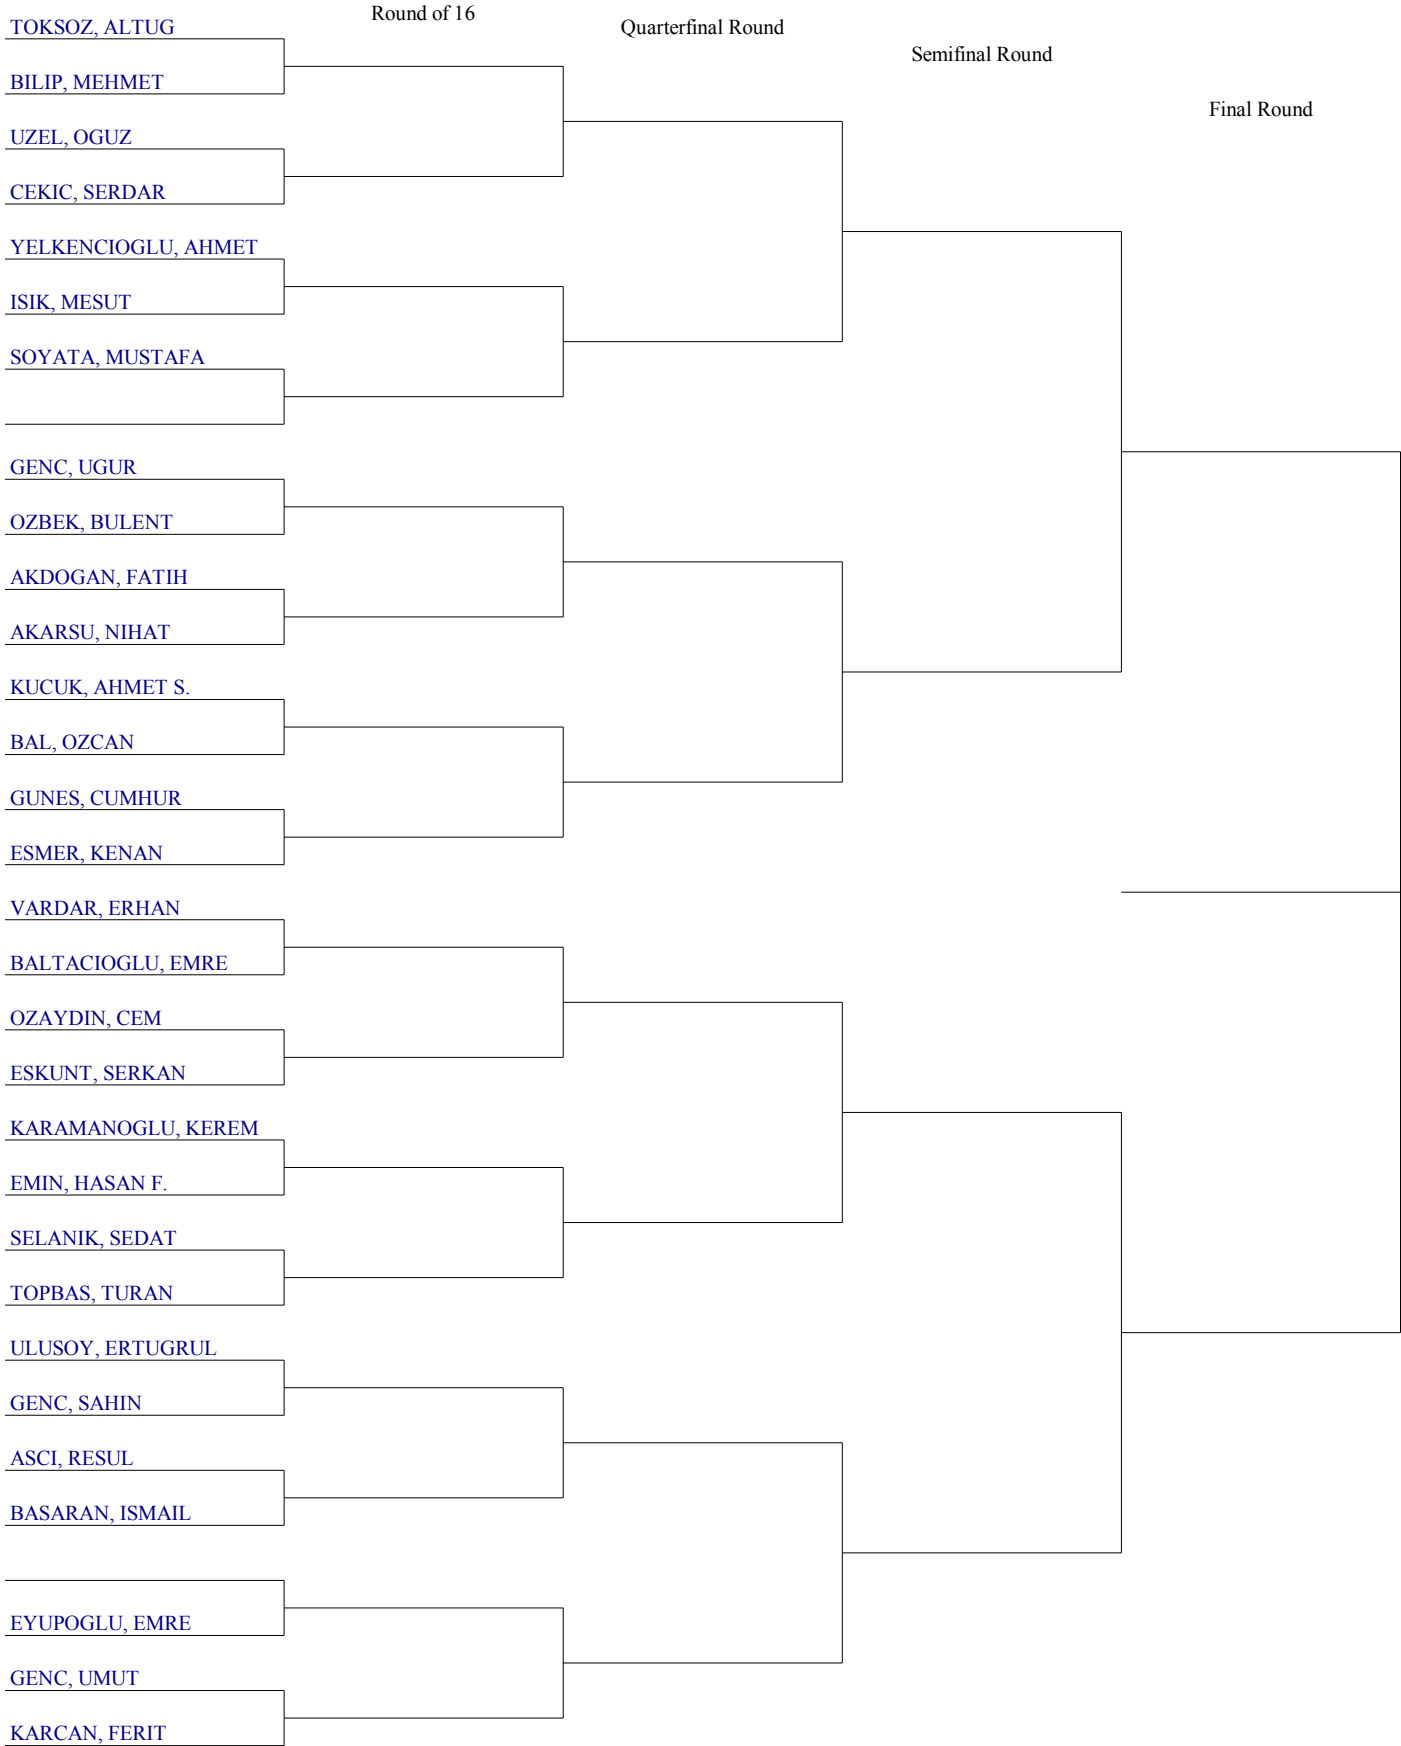 Round of 16
Quarterfinal Round
Semifinal Round
Final Round
TOKSOZ, ALTUG
BILIP, MEHMET
UZEL, OGUZ
CEKIC, SERDAR
YELKENCIOGLU, AHMET
ISIK, MESUT
SOYATA, MUSTAFA
GENC, UGUR
OZBEK, BULENT
AKDOGAN, FATIH
AKARSU, NIHAT
KUCUK, AHMET S.
BAL, OZCAN
GUNES, CUMHUR
ESMER, KENAN
VARDAR, ERHAN
BALTACIOGLU, EMRE
OZAYDIN, CEM
ESKUNT, SERKAN
KARAMANOGLU, KEREM
EMIN, HASAN F.
SELANIK, SEDAT
TOPBAS, TURAN
ULUSOY, ERTUGRUL
GENC, SAHIN
ASCI, RESUL
BASARAN, ISMAIL
EYUPOGLU, EMRE
GENC, UMUT
KARCAN, FERIT